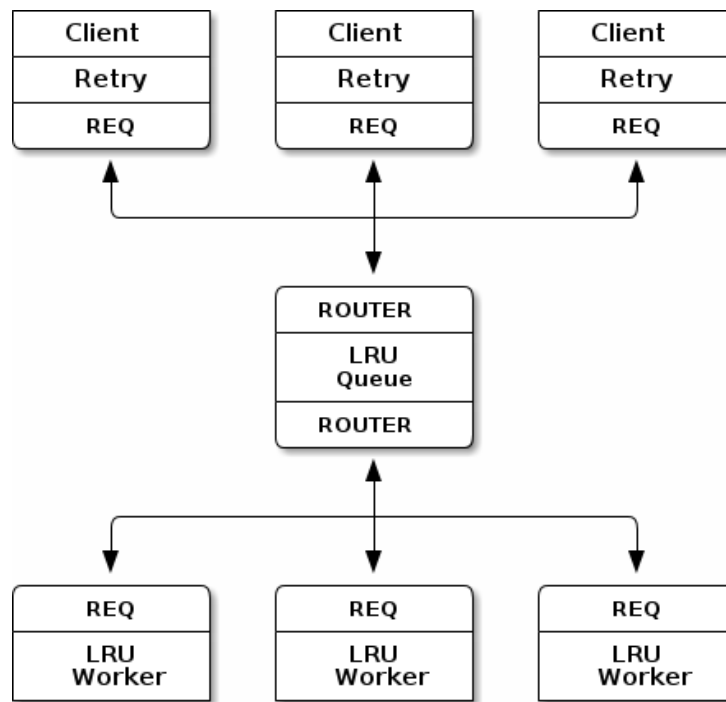 Client Client Client
Retry Retry Retry
REQ REQ REQ
ROUTER
LRU
Queue
ROUTER
REQ REQ REQ
LRU LRU LRU
Worker Worker Worker